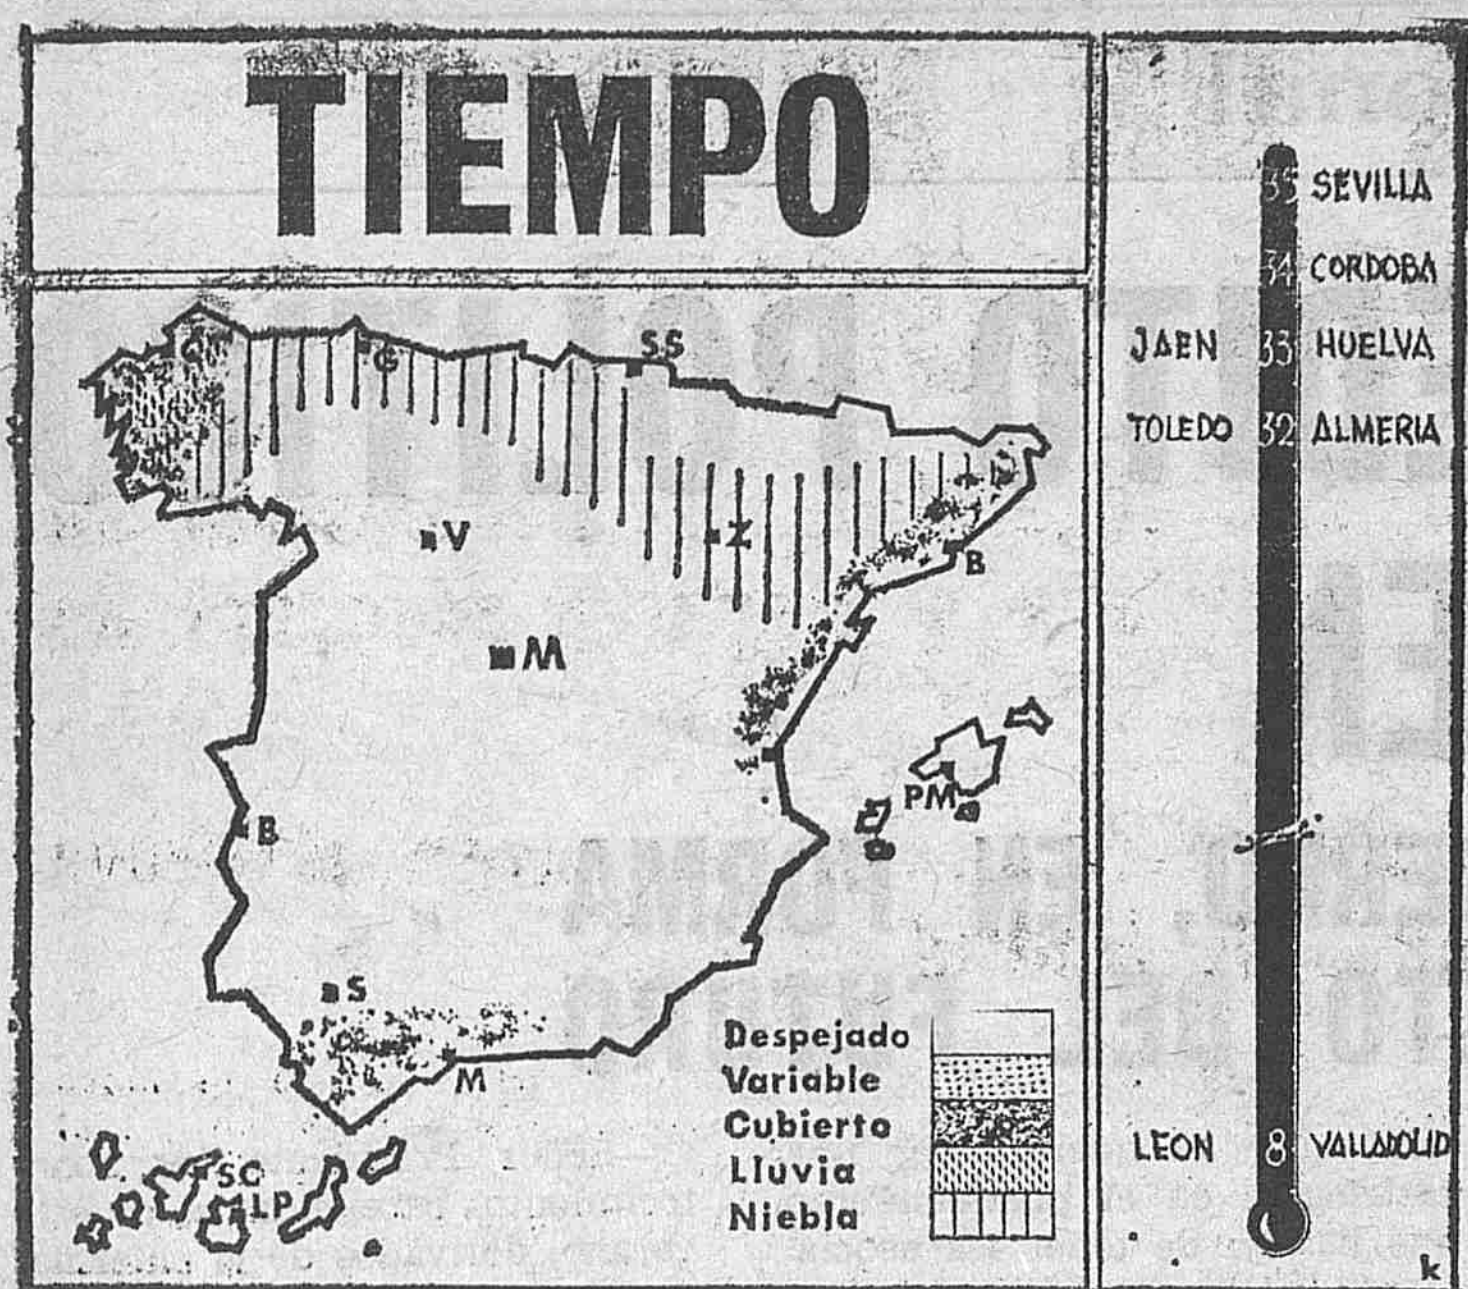 TIEMPO
C
G
SS
V
Z
B
M
PM
B
S
M
SC
LP
Despejado
Variable
Cubierto
Lluvia
Niebla
35 SEVILLA
34 CORDOBA
JAEN 33 HUELVA
TOLEDO 32 ALMERIA
LEON 8 VALLADOLID
k